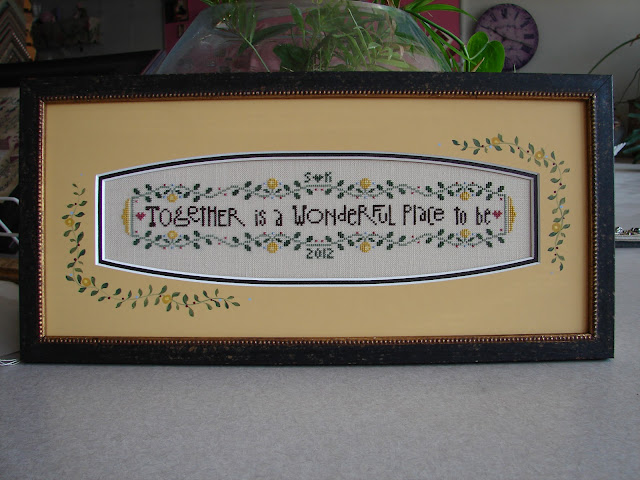 S♥K
TOGETHER is a WONDERFUL Place to be
2012